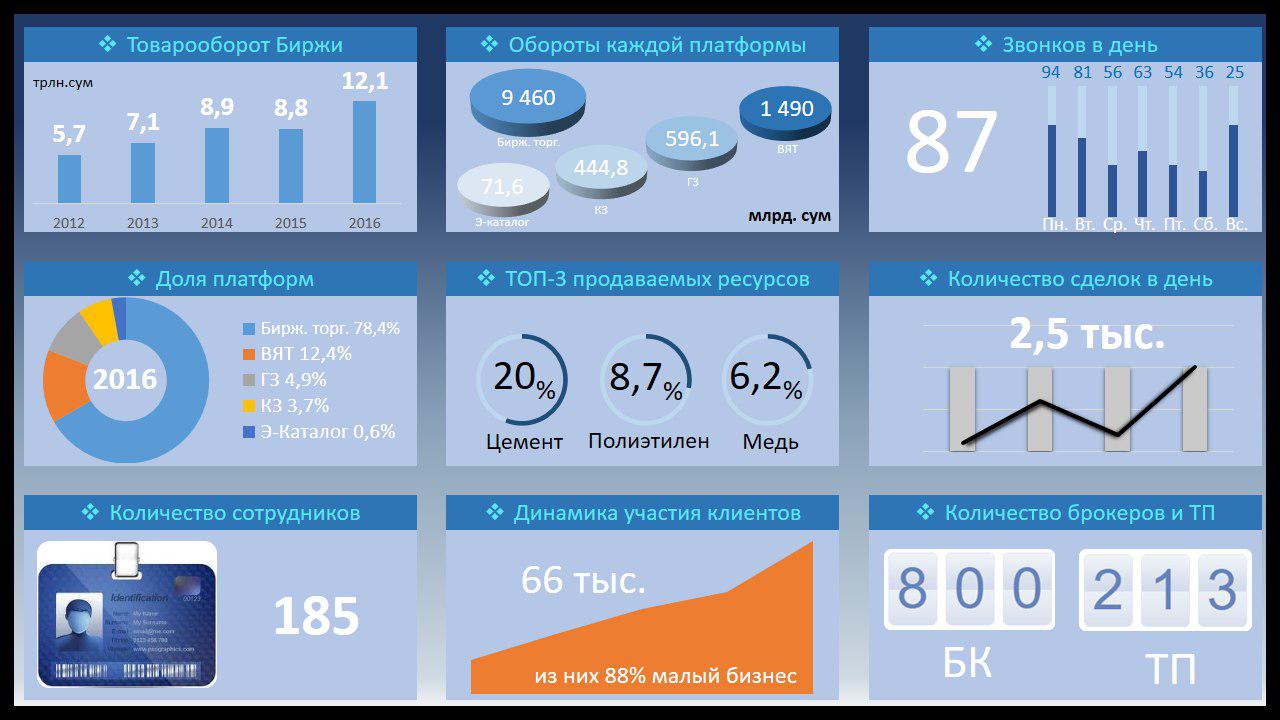 ❖ Товарооборот Биржи
трлн.сум
5,7
7,1
8,9
8,8
12,1
2012 2013 2014 2015 2016
❖ Обороты каждой платформы
9 460
Бирж. торг.
1 490
ВЯТ
596,1
ГЗ
444,8
КЗ
71,6
Э-каталог
млрд. сум
❖ Звонков в день
94 81 56 63 54 36 25
87
Пн. Вт. Ср. Чт. Пт. Сб. Вс.
❖ Доля платформ
2016
Бирж. торг. 78,4%
ВЯТ 12,4%
ГЗ 4,9%
КЗ 3,7%
Э-Каталог 0,6%
❖ ТОП-3 продаваемых ресурсов
20% 8,7% 6,2%
Цемент Полиэтилен Медь
❖ Количество сделок в день
2,5 тыс.
❖ Количество сотрудников
Identification
My Name
My Surname
185
❖ Динамика участия клиентов
66 тыс.
из них 88% малый бизнес
❖ Количество брокеров и ТП
800 213
БК ТП